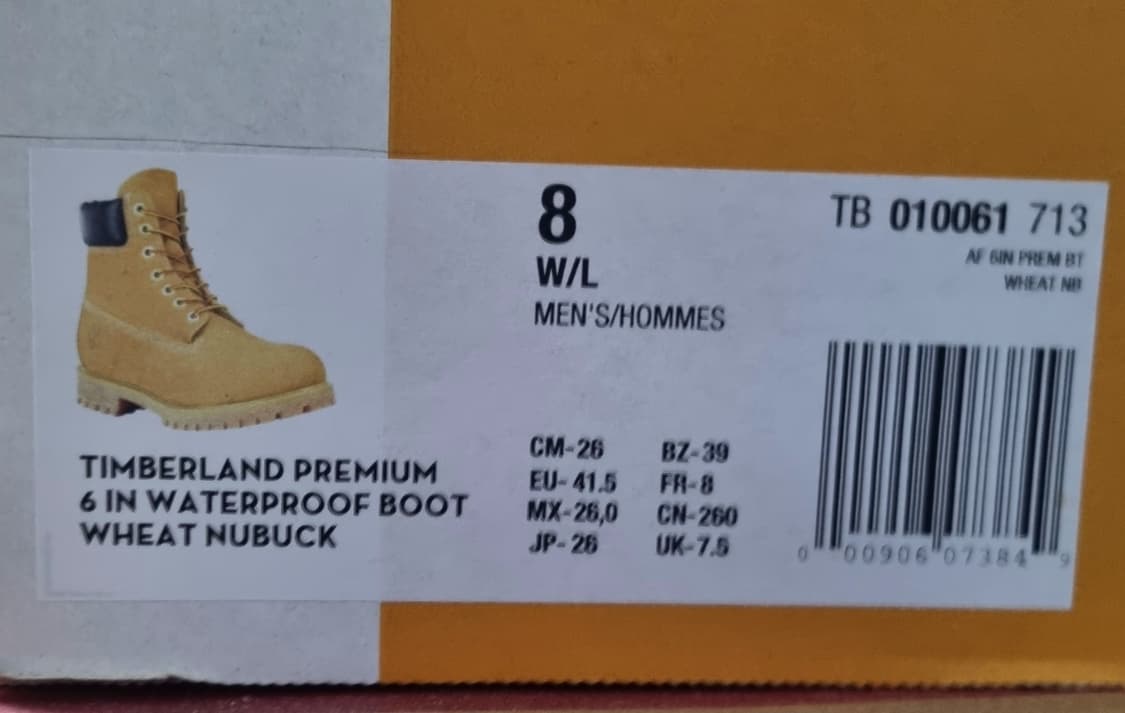 8
W/L
MEN'S/HOMMES
TB 010061 713
AF 6IN PREM BT
WHEAT NB
TIMBERLAND PREMIUM
6 IN WATERPROOF BOOT
WHEAT NUBUCK
CM-26 BZ-39
EU-41.5 FR-8
MX-26,0 CN-260
JP-26 UK-7.5
0 00906 07384 9